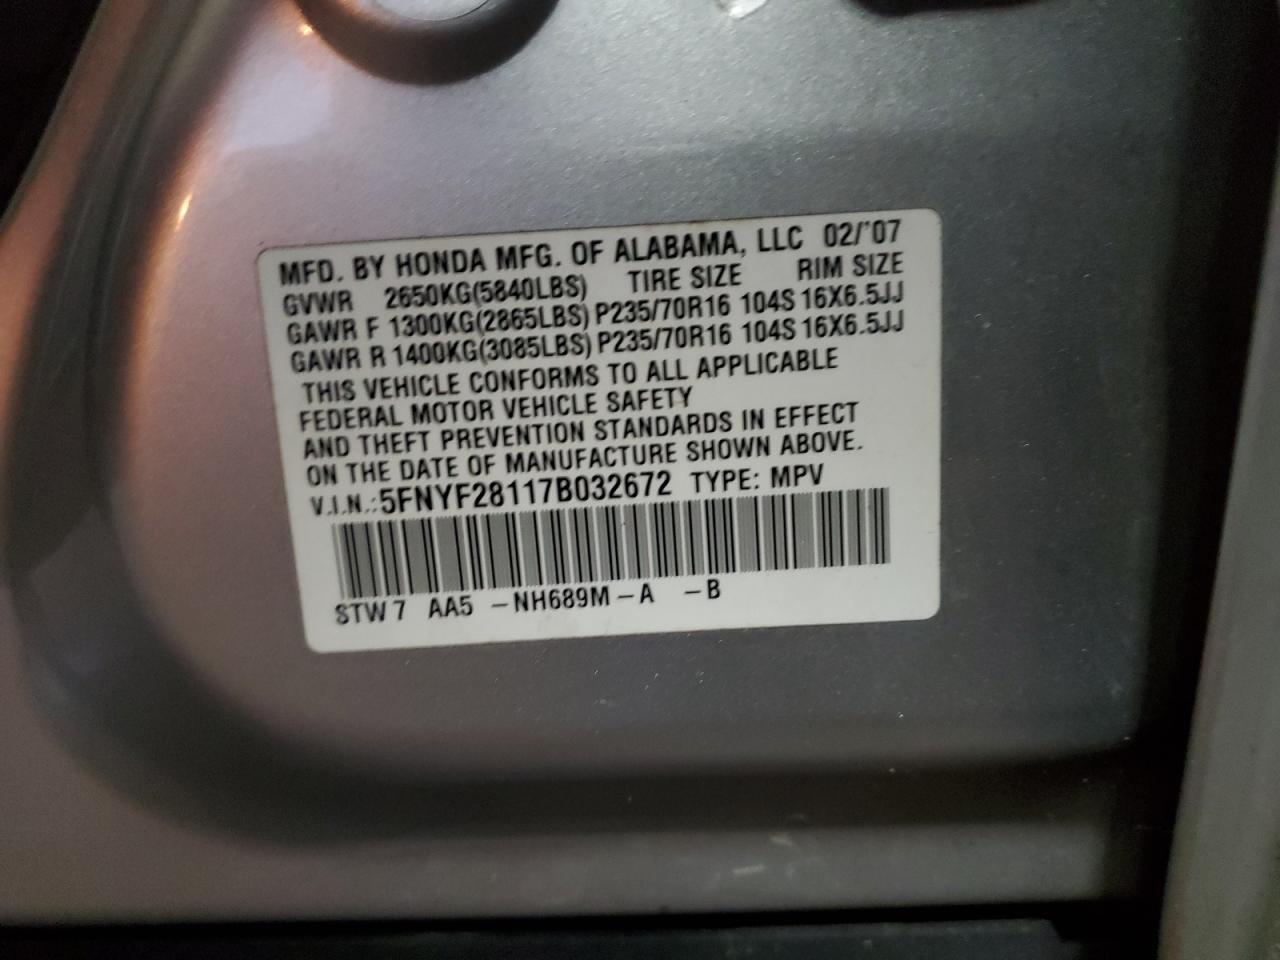 MFD. BY HONDA MFG. OF ALABAMA, LLC 02/'07
GVWR 2650KG(5840LBS) TIRE SIZE RIM SIZE
GAWR F 1300KG(2865LBS) P235/70R16 104S 16X6.5JJ
GAWR R 1400KG(3085LBS) P235/70R16 104S 16X6.5JJ
THIS VEHICLE CONFORMS TO ALL APPLICABLE
FEDERAL MOTOR VEHICLE SAFETY
AND THEFT PREVENTION STANDARDS IN EFFECT
ON THE DATE OF MANUFACTURE SHOWN ABOVE.
V.I.N.:5FNYF28117B032672 TYPE: MPV
STW7 AA5 -NH689M-A -B